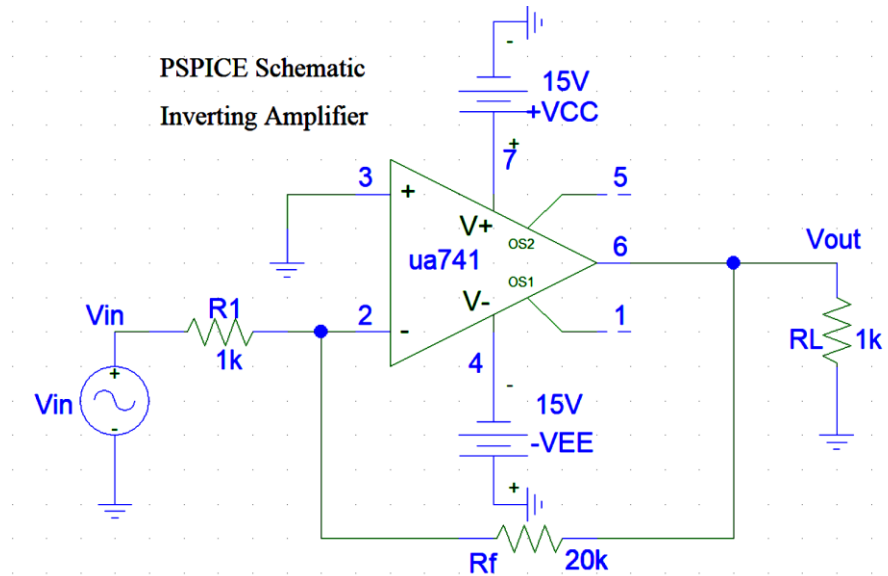 PSPICE Schematic
Inverting Amplifier
-
15V
+VCC
+
7
3
+
5
V+
OS2
6
ua741
Vout
OS1
V-
Vin
R1
2
-
1
1k
RL
1k
4
-
+
Vin
-
15V
-VEE
+
Rf
20k